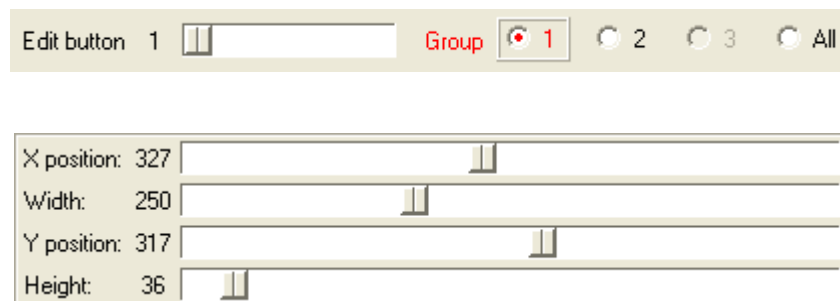 Edit button 1 Group 1 2 3 All
X position: 327
Width: 250
Y position: 317
Height: 36